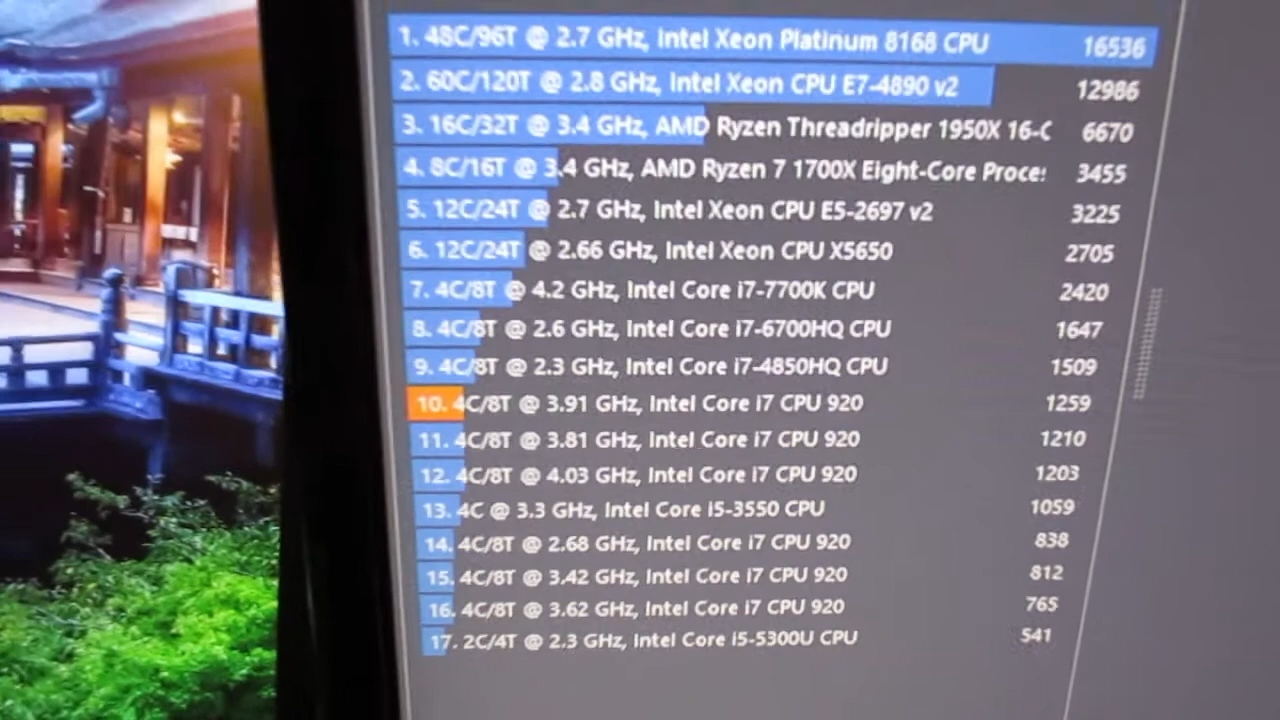 1. 48C/96T @ 2.7 GHz, Intel Xeon Platinum 8168 CPU 16536
2. 60C/120T @ 2.8 GHz, Intel Xeon CPU E7-4890 v2 12986
3. 16C/32T @ 3.4 GHz, AMD Ryzen Threadripper 1950X 16-C 6670
4. 8C/16T @ 3.4 GHz, AMD Ryzen 7 1700X Eight-Core Proces 3455
5. 12C/24T @ 2.7 GHz, Intel Xeon CPU E5-2697 v2 3225
6. 12C/24T @ 2.66 GHz, Intel Xeon CPU X5650 2705
7. 4C/8T @ 4.2 GHz, Intel Core i7-7700K CPU 2420
8. 4C/8T @ 2.6 GHz, Intel Core i7-6700HQ CPU 1647
9. 4C/8T @ 2.3 GHz, Intel Core i7-4850HQ CPU 1509
10. 4C/8T @ 3.91 GHz, Intel Core i7 CPU 920 1259
11. 4C/8T @ 3.81 GHz, Intel Core i7 CPU 920 1210
12. 4C/8T @ 4.03 GHz, Intel Core i7 CPU 920 1203
13. 4C @ 3.3 GHz, Intel Core i5-3550 CPU 1059
14. 4C/8T @ 2.68 GHz, Intel Core i7 CPU 920 838
15. 4C/8T @ 3.42 GHz, Intel Core i7 CPU 920 812
16. 4C/8T @ 3.62 GHz, Intel Core i7 CPU 920 765
17. 2C/4T @ 2.3 GHz, Intel Core i5-5300U CPU 541